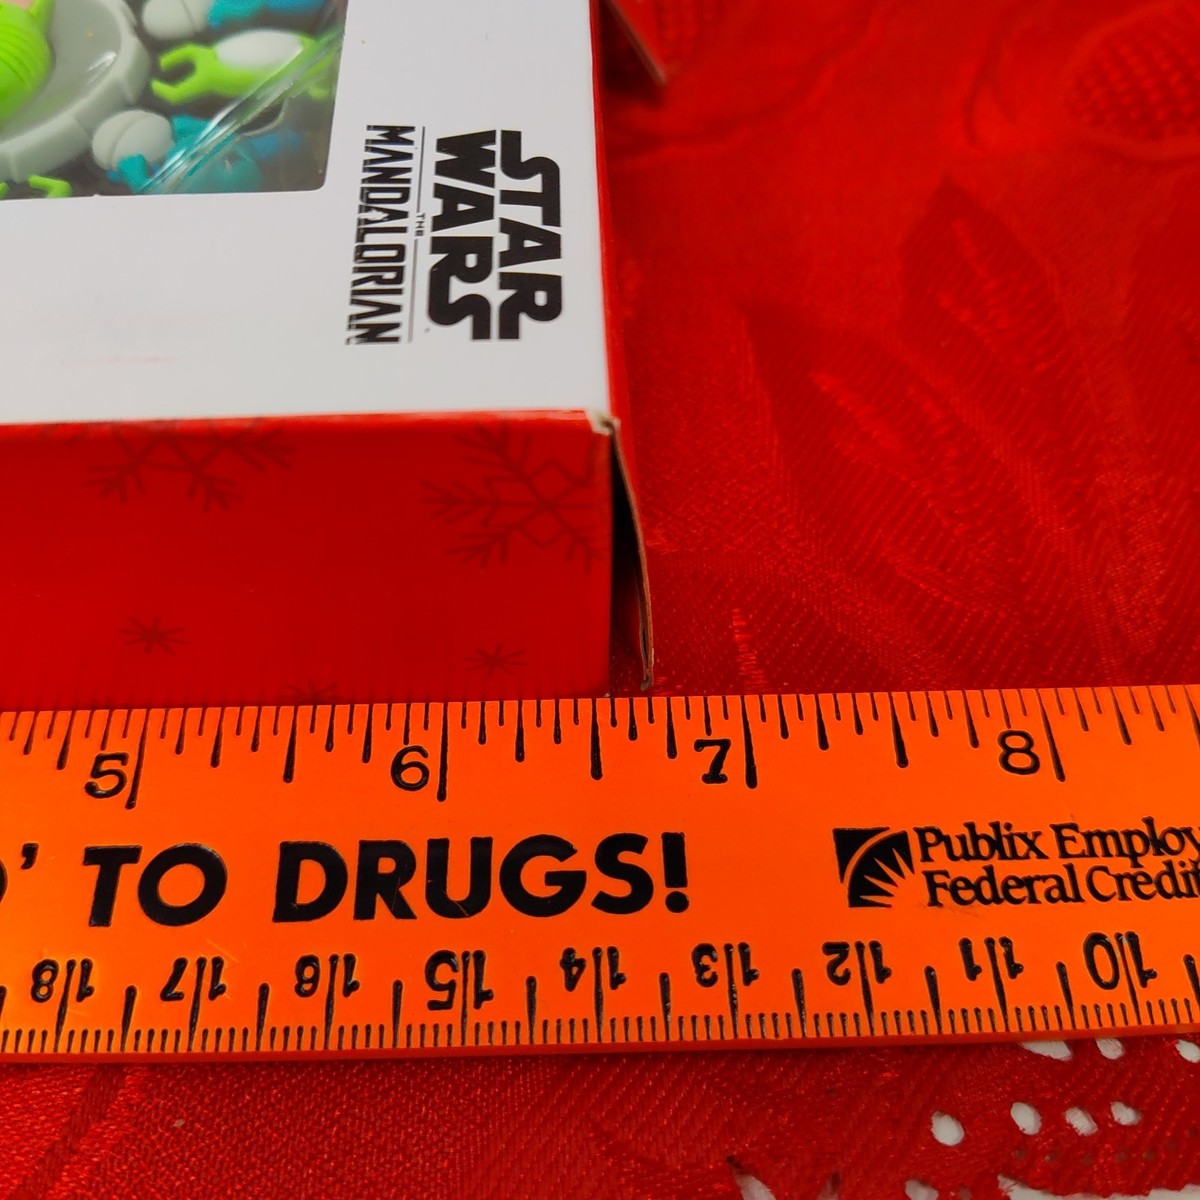 STAR
WARS
THE
MANDALORIAN
5 6 7 8
' TO DRUGS!
Publix Employ
Federal Credit
18 17 16 15 14 13 12 11 10